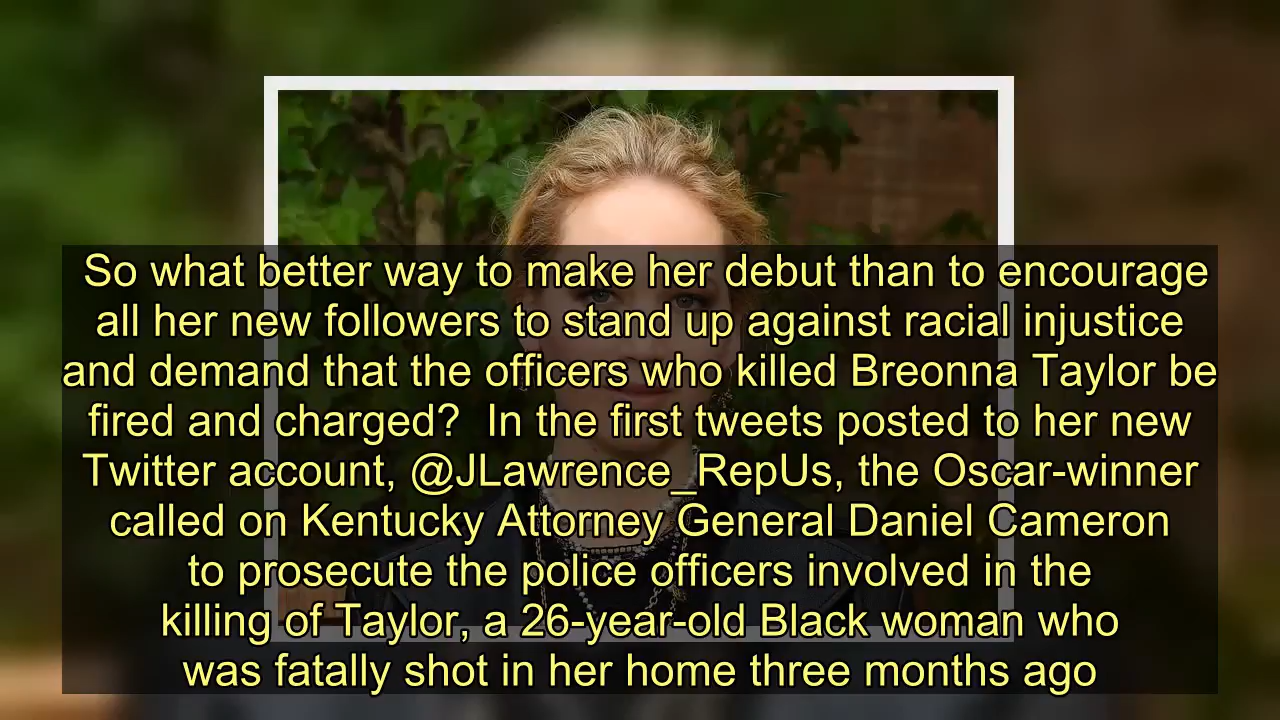 So what better way to make her debut than to encourage
all her new followers to stand up against racial injustice
and demand that the officers who killed Breonna Taylor be
fired and charged?  In the first tweets posted to her new
Twitter account, @JLawrence_RepUs, the Oscar-winner
called on Kentucky Attorney General Daniel Cameron
to prosecute the police officers involved in the
killing of Taylor, a 26-year-old Black woman who
was fatally shot in her home three months ago